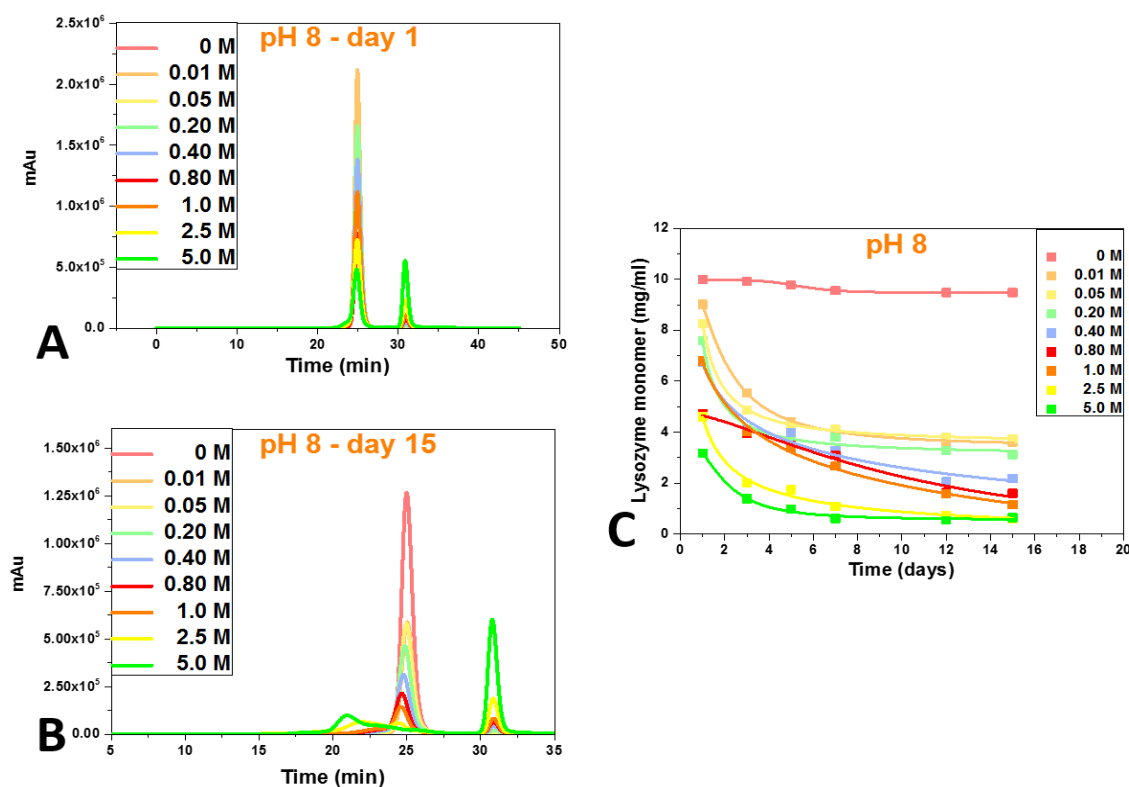 pH 8 - day 1
2.5x10⁶
2.0x10⁶
1.5x10⁶
1.0x10⁶
5.0x10⁵
0.0
mAu
0 M
0.01 M
0.05 M
0.20 M
0.40 M
0.80 M
1.0 M
2.5 M
5.0 M
0 10 20 30 40 50
Time (min)
A
pH 8 - day 15
1.50x10⁶
1.25x10⁶
1.00x10⁶
7.50x10⁵
5.00x10⁵
2.50x10⁵
0.00
mAu
0 M
0.01 M
0.05 M
0.20 M
0.40 M
0.80 M
1.0 M
2.5 M
5.0 M
5 10 15 20 25 30 35
Time (min)
B
pH 8
12
10
8
6
4
2
0
Lysozyme monomer (mg/ml)
0 M
0.01 M
0.05 M
0.20 M
0.40 M
0.80 M
1.0 M
2.5 M
5.0 M
0 2 4 6 8 10 12 14 16 18 20
Time (days)
C